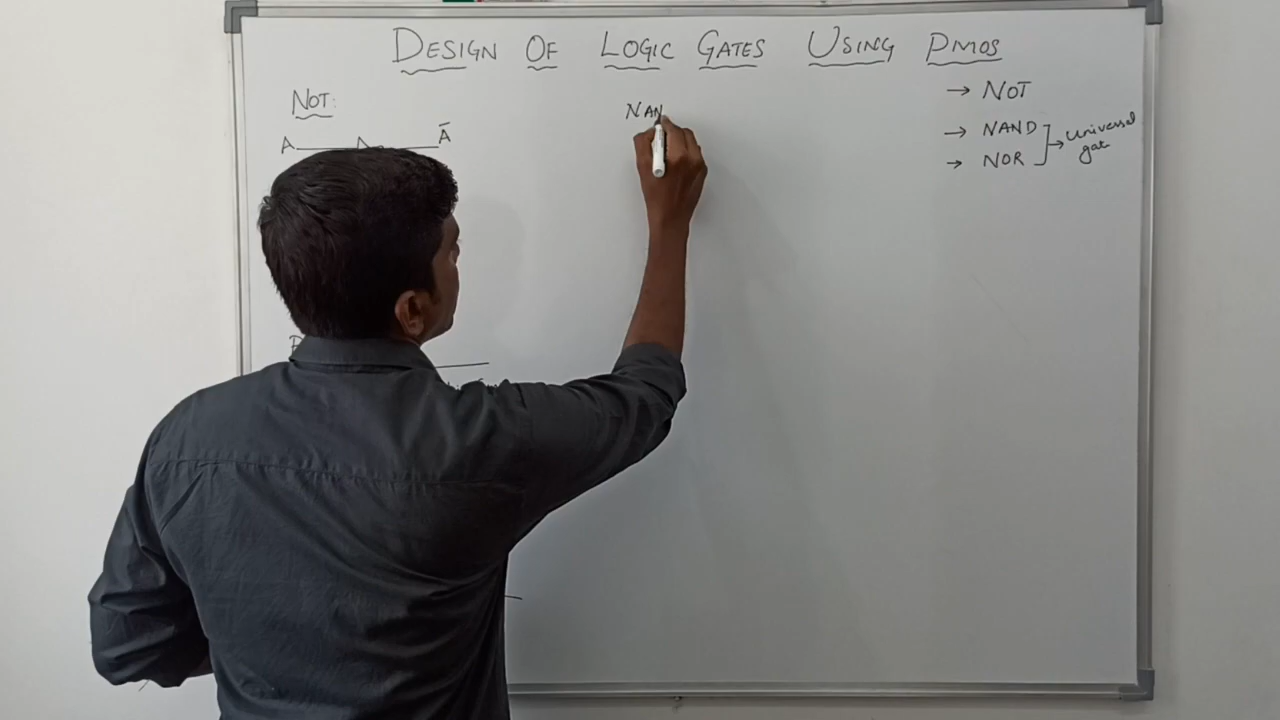 DESIGN OF LOGIC GATES USING PMOS
NOT:
A A Ā
NAN
→ NOT
→ NAND
→ NOR
→ universal
gate